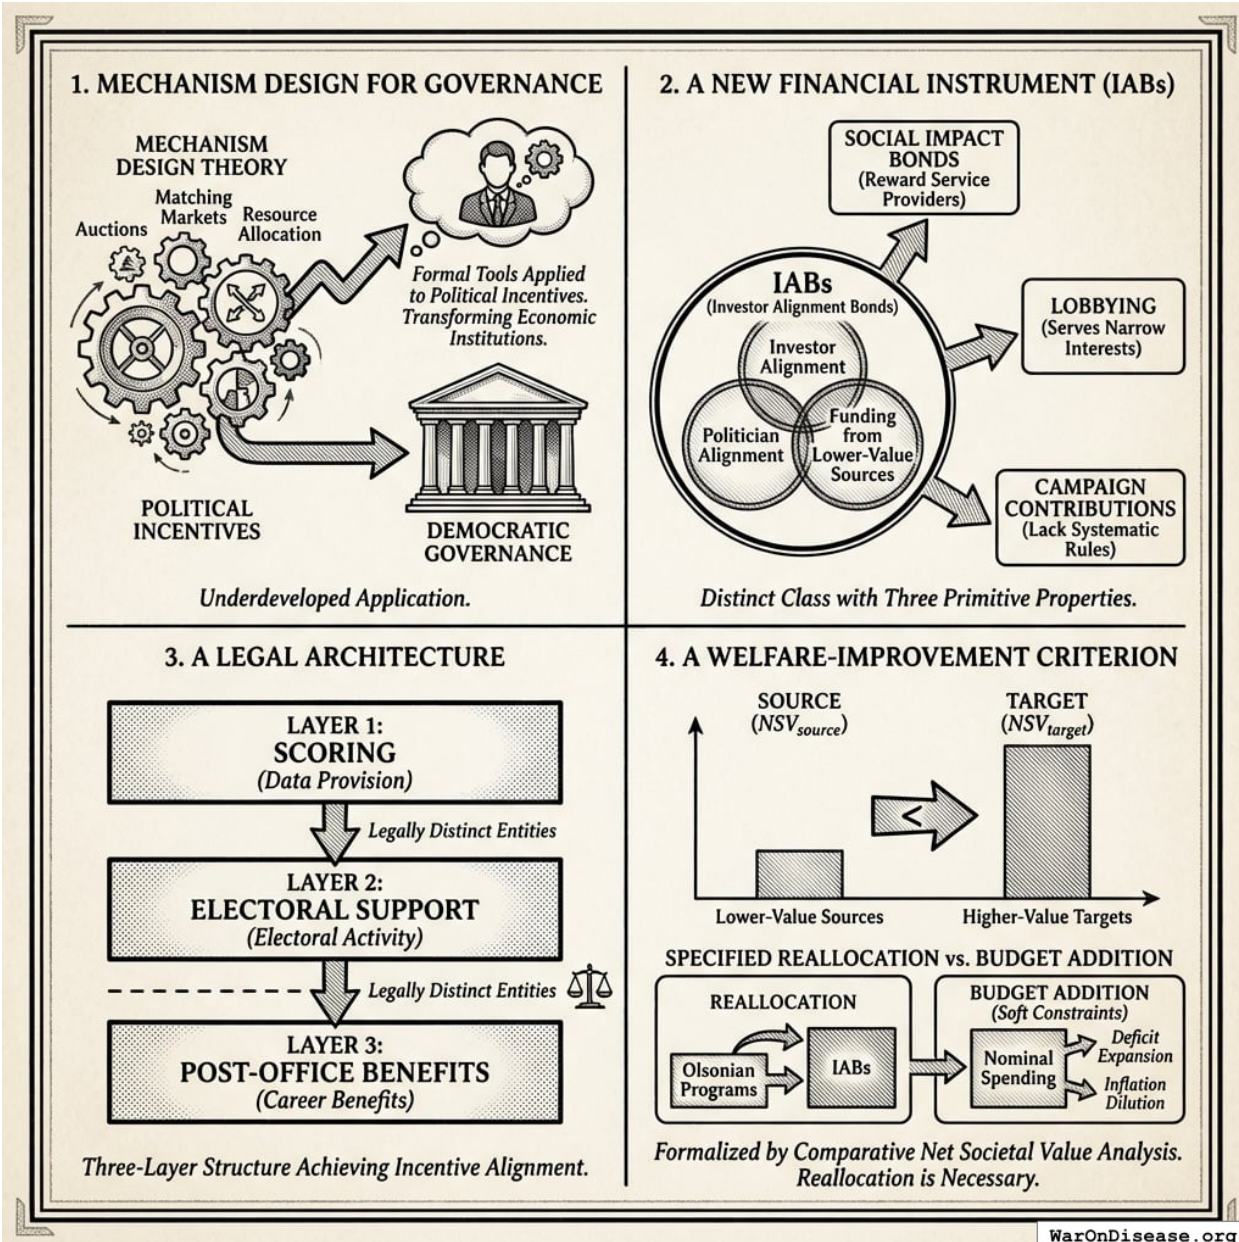 1. MECHANISM DESIGN FOR GOVERNANCE
MECHANISM
DESIGN THEORY
Matching
Markets
Auctions
Resource
Allocation
Formal Tools Applied
to Political Incentives.
Transforming Economic
Institutions.
POLITICAL
INCENTIVES
DEMOCRATIC
GOVERNANCE
Underdeveloped Application.
2. A NEW FINANCIAL INSTRUMENT (IABs)
SOCIAL IMPACT
BONDS
(Reward Service
Providers)
IABs
(Investor Alignment Bonds)
Investor
Alignment
Politician
Alignment
Funding
from
Lower-Value
Sources
LOBBYING
(Serves Narrow
Interests)
CAMPAIGN
CONTRIBUTIONS
(Lack Systematic
Rules)
Distinct Class with Three Primitive Properties.
3. A LEGAL ARCHITECTURE
LAYER 1:
SCORING
(Data Provision)
Legally Distinct Entities
LAYER 2:
ELECTORAL SUPPORT
(Electoral Activity)
Legally Distinct Entities
LAYER 3:
POST-OFFICE BENEFITS
(Career Benefits)
Three-Layer Structure Achieving Incentive Alignment.
4. A WELFARE-IMPROVEMENT CRITERION
SOURCE
(NSVsource)
TARGET
(NSVtarget)
<
Lower-Value Sources
Higher-Value Targets
SPECIFIED REALLOCATION vs. BUDGET ADDITION
REALLOCATION
Olsonian
Programs
IABs
BUDGET ADDITION
(Soft Constraints)
Nominal
Spending
Deficit
Expansion
Inflation
Dilution
Formalized by Comparative Net Societal Value Analysis.
Reallocation is Necessary.
WarOnDisease.org